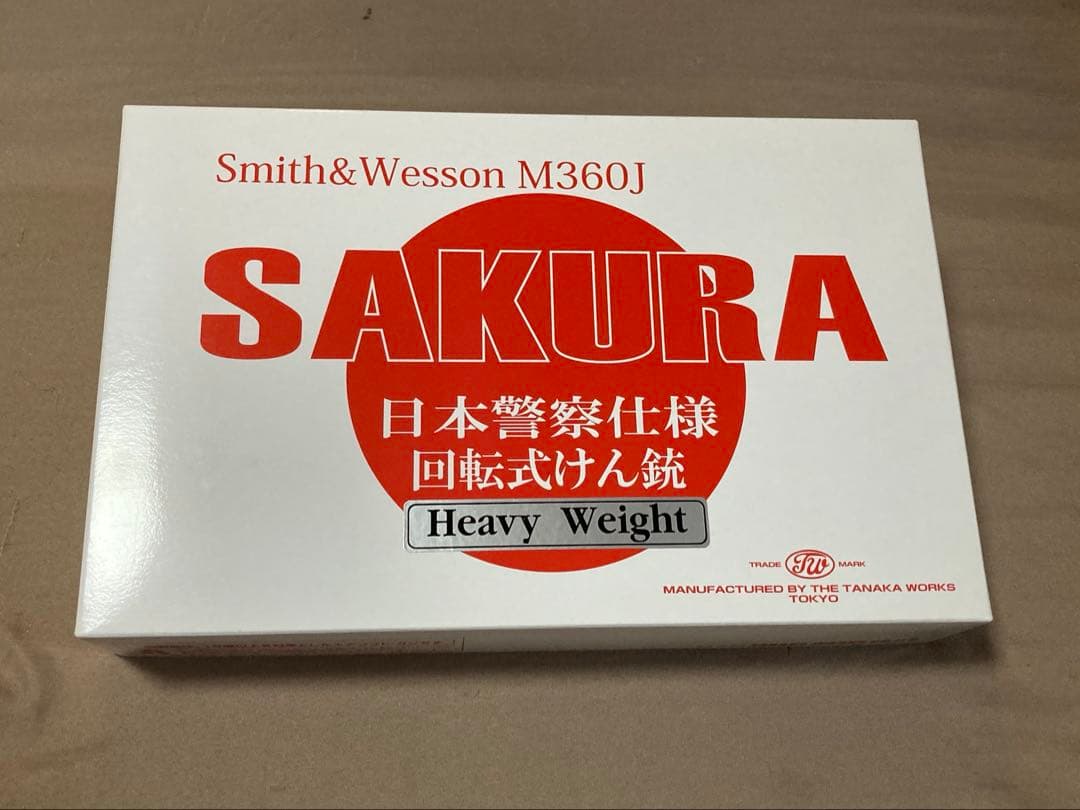 Smith&Wesson M360J
SAKURA
日本警察仕様
回転式けん銃
Heavy Weight
TRADE TW MARK
MANUFACTURED BY THE TANAKA WORKS
TOKYO